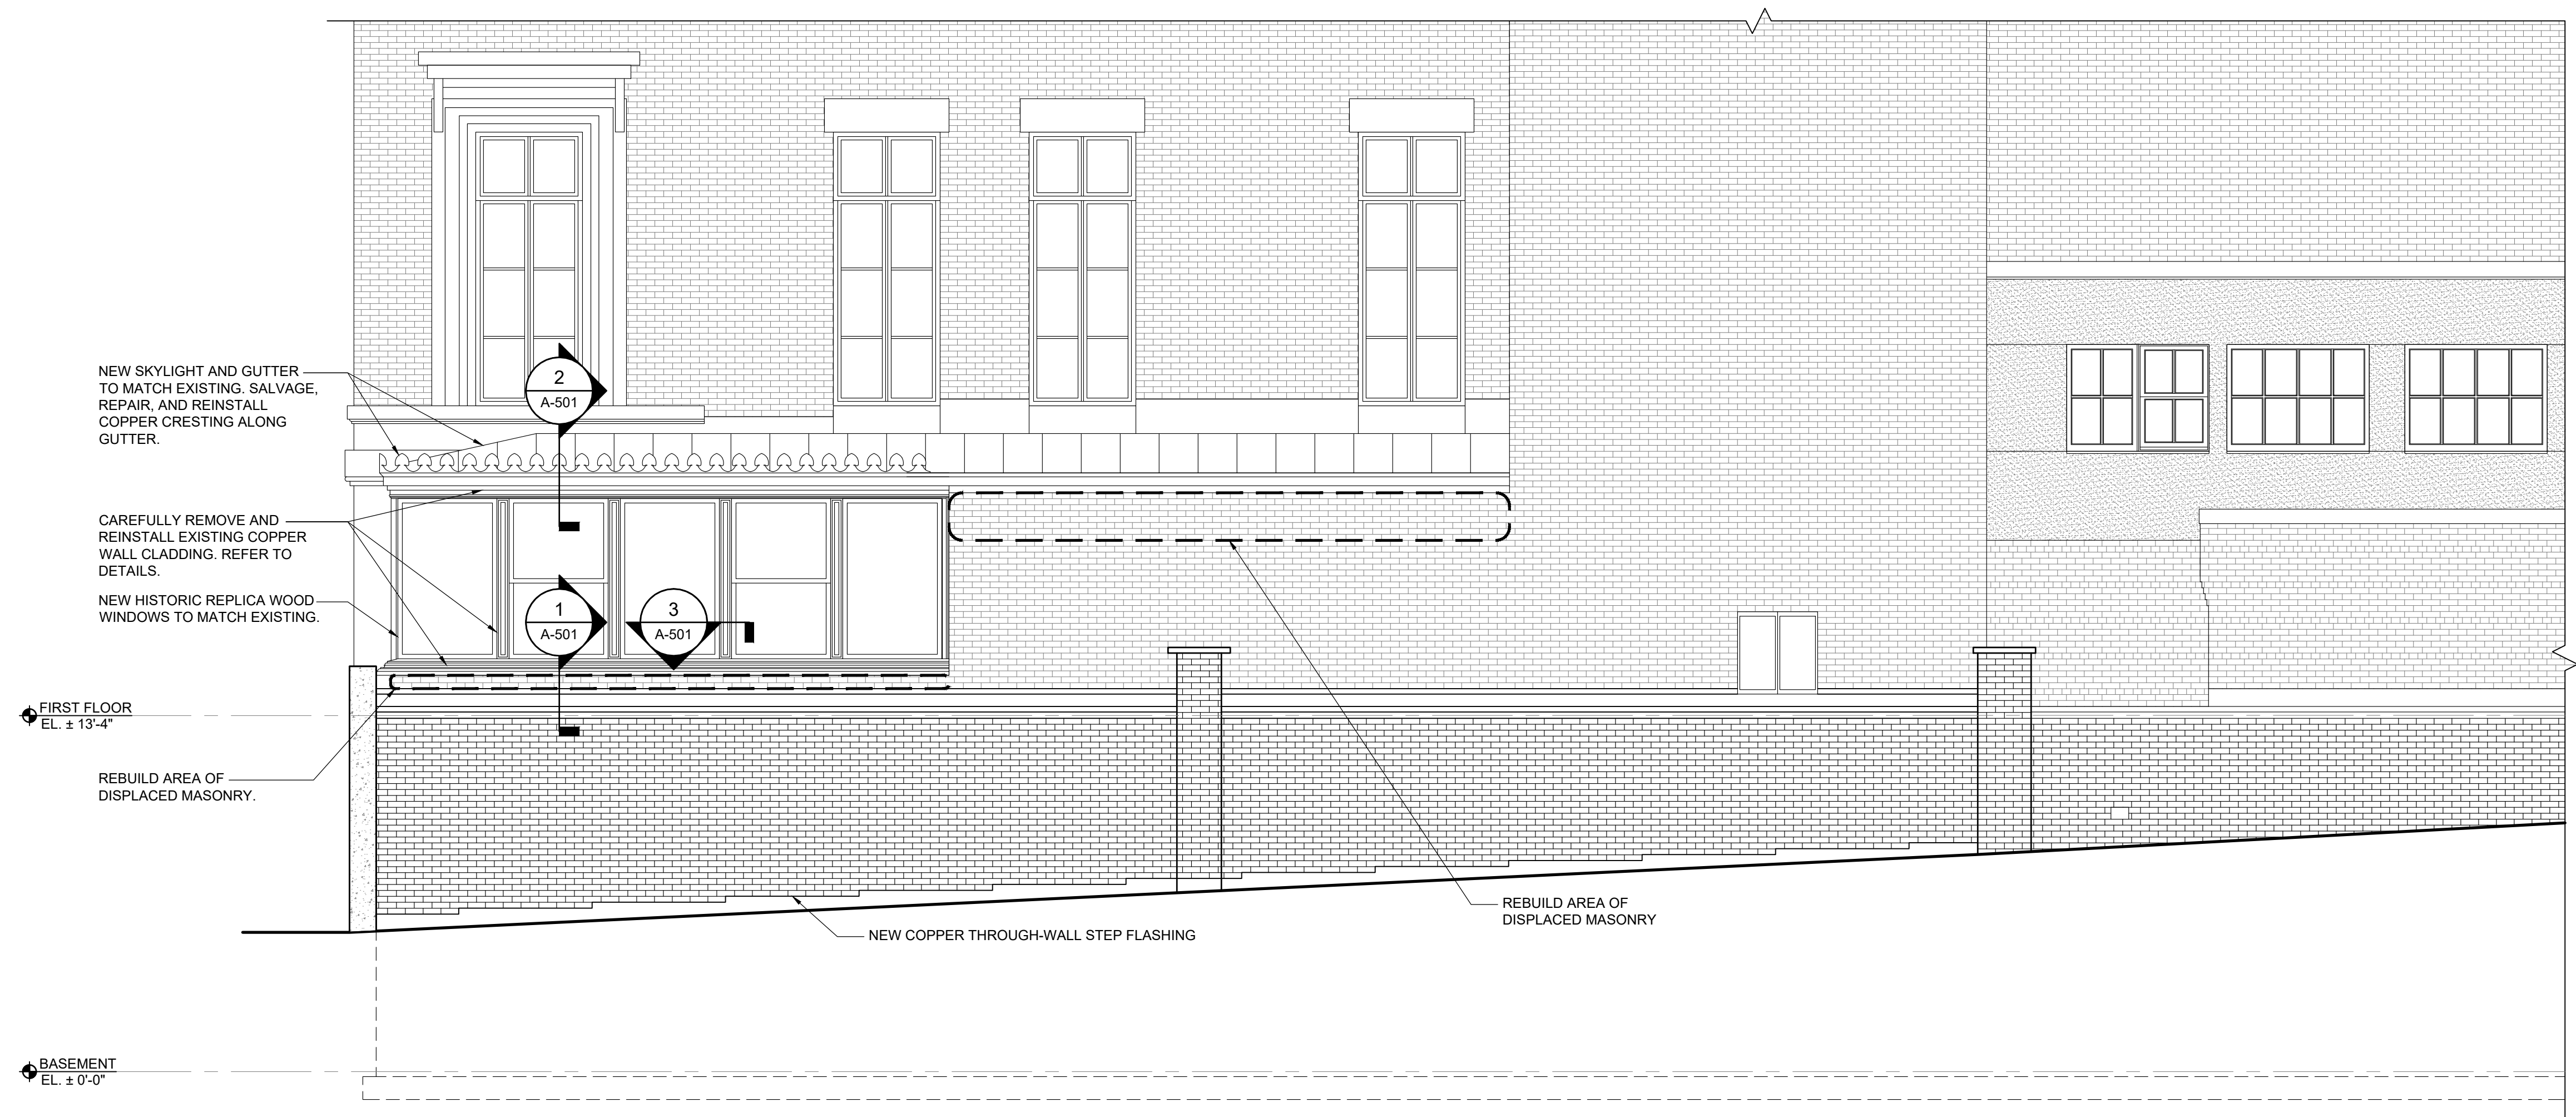 NEW SKYLIGHT AND GUTTER
TO MATCH EXISTING. SALVAGE,
REPAIR, AND REINSTALL
COPPER CRESTING ALONG
GUTTER.
2
A-501
CAREFULLY REMOVE AND
REINSTALL EXISTING COPPER
WALL CLADDING. REFER TO
DETAILS.
NEW HISTORIC REPLICA WOOD
WINDOWS TO MATCH EXISTING.
1
A-501
3
A-501
FIRST FLOOR
EL. ± 13'-4"
REBUILD AREA OF
DISPLACED MASONRY.
REBUILD AREA OF
DISPLACED MASONRY
NEW COPPER THROUGH-WALL STEP FLASHING
BASEMENT
EL. ± 0'-0"